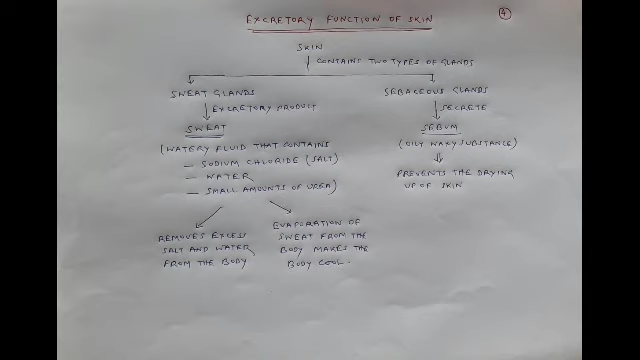 EXCRETORY FUNCTION OF SKIN
4
SKIN
CONTAINS TWO TYPES OF GLANDS
SWEAT GLANDS
SEBACEOUS GLANDS
EXCRETORY PRODUCT
SECRETE
SWEAT
SEBUM
(WATERY FLUID THAT CONTAINS
(OILY WAXY SUBSTANCE)
— SODIUM CHLORIDE (SALT)
— WATER
— SMALL AMOUNTS OF UREA)
PREVENTS THE DRYING
UP OF SKIN
REMOVES EXCESS
SALT AND WATER
FROM THE BODY
EVAPORATION OF
SWEAT FROM THE
BODY MAKES THE
BODY COOL.